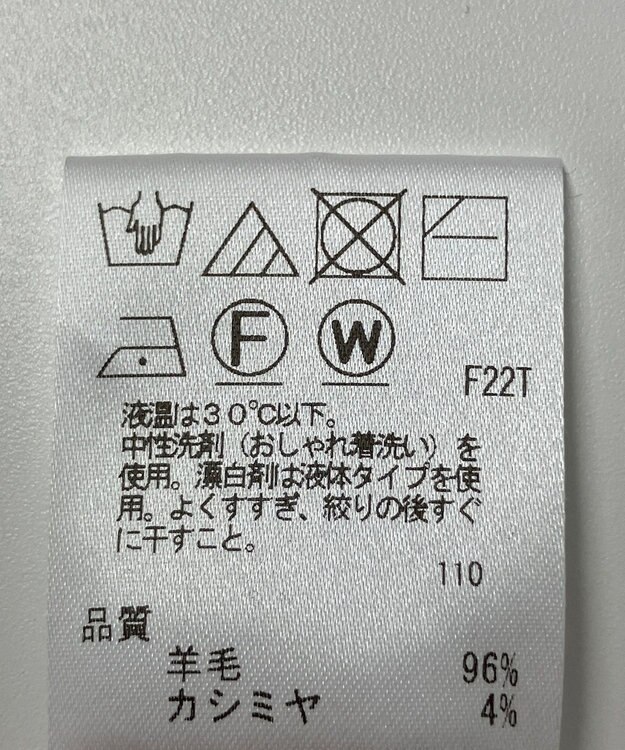 F W
F22T
液温は30℃以下。
中性洗剤（おしゃれ着洗い）を
使用。漂白剤は液体タイプを使
用。よくすすぎ、絞りの後すぐ
に干すこと。
110
品質
羊毛 96%
カシミヤ 4%